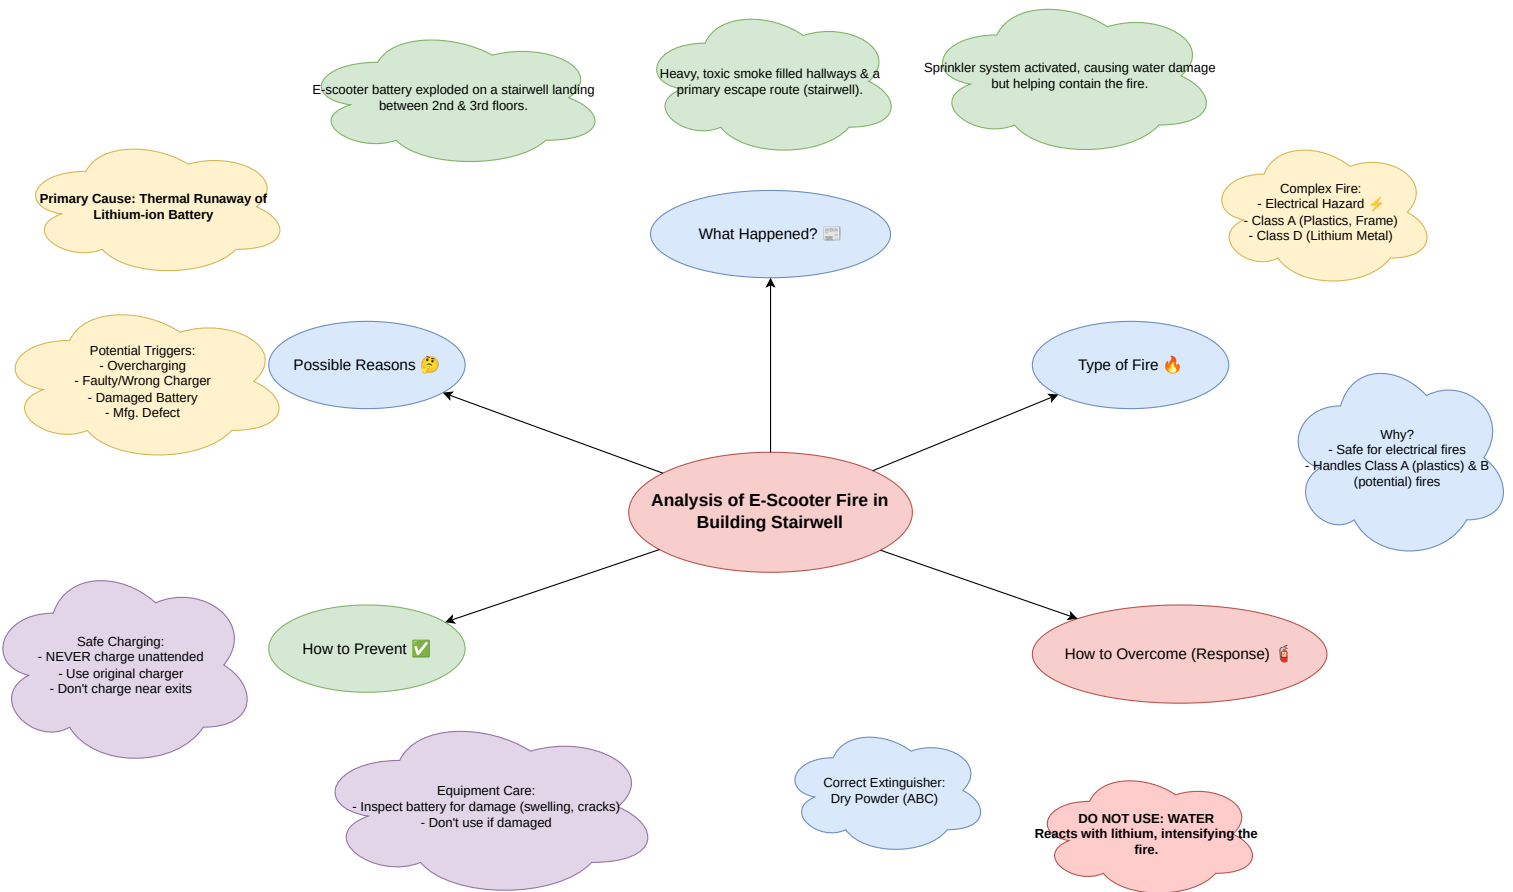 E-scooter battery exploded on a stairwell landing
between 2nd & 3rd floors.
Heavy, toxic smoke filled hallways & a
primary escape route (stairwell).
Sprinkler system activated, causing water damage
but helping contain the fire.
Primary Cause: Thermal Runaway of
Lithium-ion Battery
What Happened? 📰
Complex Fire:
- Electrical Hazard ⚡
- Class A (Plastics, Frame)
- Class D (Lithium Metal)
Potential Triggers:
- Overcharging
- Faulty/Wrong Charger
- Damaged Battery
- Mfg. Defect
Possible Reasons 🤔
Type of Fire 🔥
Why?
- Safe for electrical fires
- Handles Class A (plastics) & B
(potential) fires
Analysis of E-Scooter Fire in
Building Stairwell
Safe Charging:
- NEVER charge unattended
- Use original charger
- Don't charge near exits
How to Prevent ✅
How to Overcome (Response) 🧯
Equipment Care:
- Inspect battery for damage (swelling, cracks)
- Don't use if damaged
Correct Extinguisher:
Dry Powder (ABC)
DO NOT USE: WATER
Reacts with lithium, intensifying the
fire.